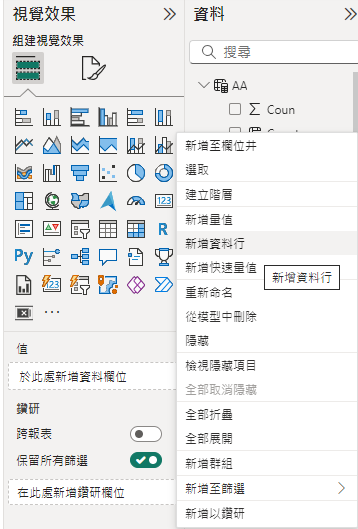 視覺效果
資料
組建視覺效果
搜尋
AA
Coun
新增至欄位井
選取
建立階層
新增量值
新增資料行
新增快速量值
新增資料行
重新命名
從模型中刪除
隱藏
檢視隱藏項目
全部取消隱藏
全部折疊
全部展開
新增群組
新增至篩選
新增以鑽研
123
R
Py
123
值
於此處新增資料欄位
鑽研
跨報表
保留所有篩選
在此處新增鑽研欄位